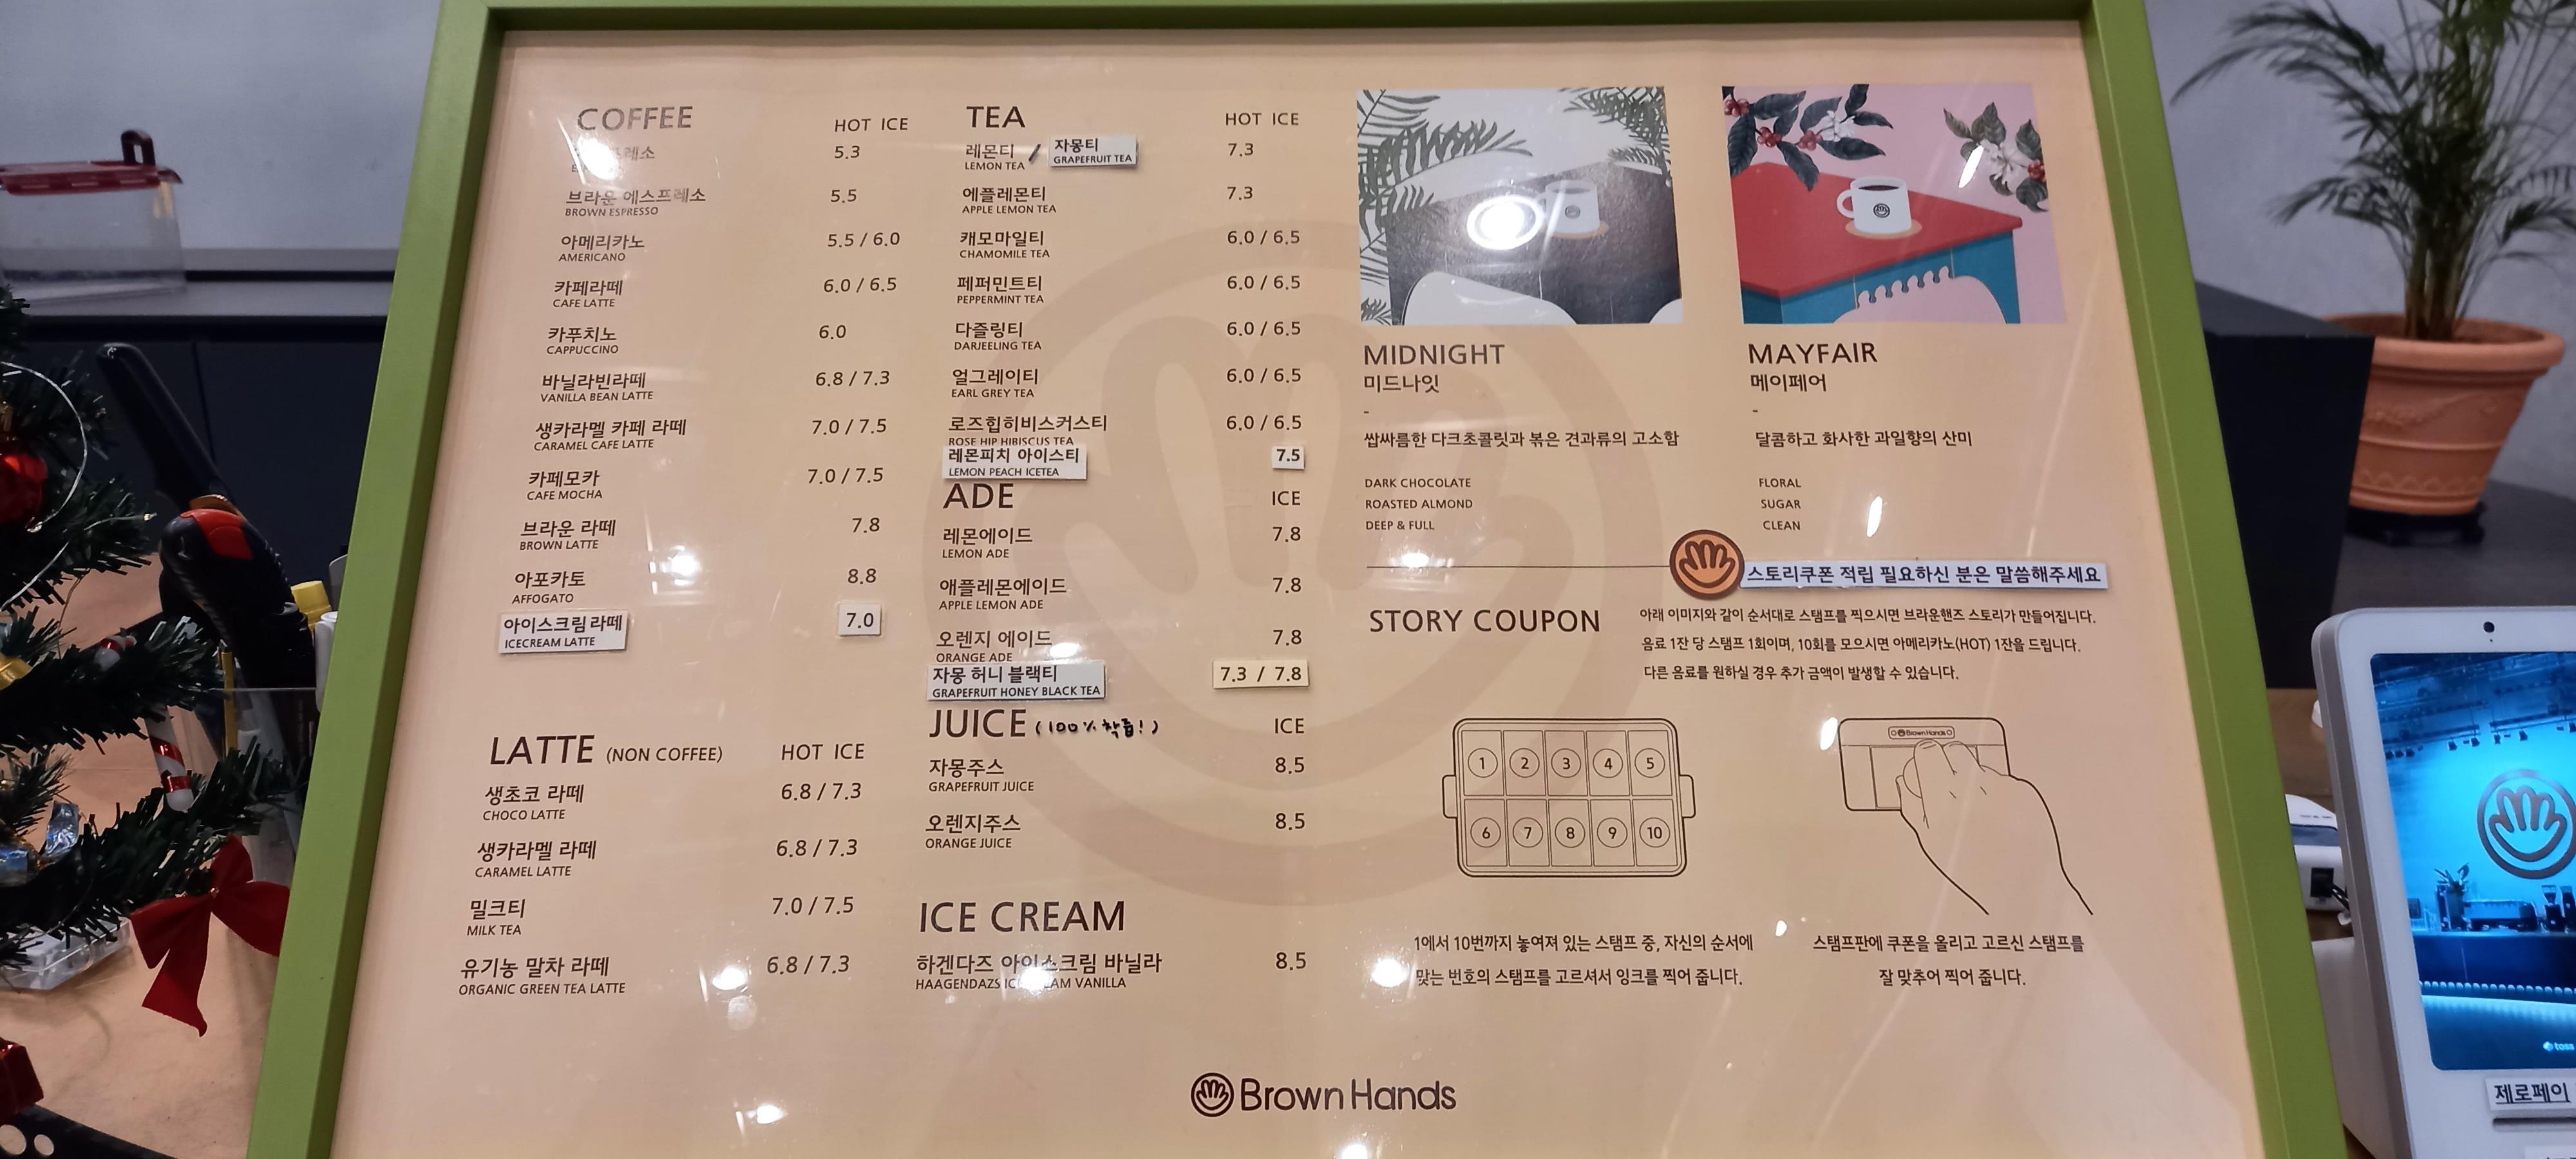 COFFEE
HOT ICE
5.3
브라운 에스프레소
5.5
BROWN ESPRESSO
아메리카노
5.5 / 6.0
AMERICANO
카페라떼
6.0 / 6.5
CAFE LATTE
카푸치노
6.0
CAPPUCCINO
바닐라빈라떼
6.8 / 7.3
VANILLA BEAN LATTE
생카라멜 카페 라떼
7.0 / 7.5
CARAMEL CAFE LATTE
카페모카
7.0 / 7.5
CAFE MOCHA
브라운 라떼
7.8
BROWN LATTE
아포카토
8.8
AFFOGATO
아이스크림 라떼
7.0
ICECREAM LATTE
LATTE (NON COFFEE)
HOT ICE
생초코 라떼
6.8 / 7.3
CHOCO LATTE
생카라멜 라떼
6.8 / 7.3
CARAMEL LATTE
밀크티
7.0 / 7.5
MILK TEA
유기농 말차 라떼
6.8 / 7.3
ORGANIC GREEN TEA LATTE
TEA
HOT ICE
레몬티 / 자몽티
7.3
LEMON TEA GRAPEFRUIT TEA
에플레몬티
7.3
APPLE LEMON TEA
캐모마일티
6.0 / 6.5
CHAMOMILE TEA
페퍼민트티
6.0 / 6.5
PEPPERMINT TEA
다즐링티
6.0 / 6.5
DARJEELING TEA
얼그레이티
6.0 / 6.5
EARL GREY TEA
로즈힙히비스커스티
6.0 / 6.5
ROSE HIP HIBISCUS TEA
레몬피치 아이스티
7.5
LEMON PEACH ICETEA
ADE
ICE
레몬에이드
7.8
LEMON ADE
애플레몬에이드
7.8
APPLE LEMON ADE
오렌지 에이드
7.8
ORANGE ADE
자몽 허니 블랙티
7.3 / 7.8
GRAPEFRUIT HONEY BLACK TEA
JUICE (100% 착즙!)
ICE
자몽주스
8.5
GRAPEFRUIT JUICE
오렌지주스
8.5
ORANGE JUICE
ICE CREAM
하겐다즈 아이스크림 바닐라
8.5
HAAGENDAZS VANILLA
MIDNIGHT
미드나잇
-
쌉싸름한 다크초콜릿과 볶은 견과류의 고소함
DARK CHOCOLATE
ROASTED ALMOND
DEEP & FULL
MAYFAIR
메이페어
-
달콤하고 화사한 과일향의 산미
FLORAL
SUGAR
CLEAN
스토리쿠폰 적립 필요하신 분은 말씀해주세요
STORY COUPON
아래 이미지와 같이 순서대로 스탬프를 찍으시면 브라운핸즈 스토리가 만들어집니다.
음료 1잔 당 스탬프 1회이며, 10회를 모으시면 아메리카노(HOT) 1잔을 드립니다.
다른 음료를 원하실 경우 추가 금액이 발생할 수 있습니다.
1 2 3 4 5
6 7 8 9 10
Brown Hands
1에서 10번까지 놓여져 있는 스탬프 중, 자신의 순서에
맞는 번호의 스탬프를 고르셔서 잉크를 찍어 줍니다.
스탬프판에 쿠폰을 올리고 고르신 스탬프를
잘 맞추어 찍어 줍니다.
Brown Hands
toss
제로페이